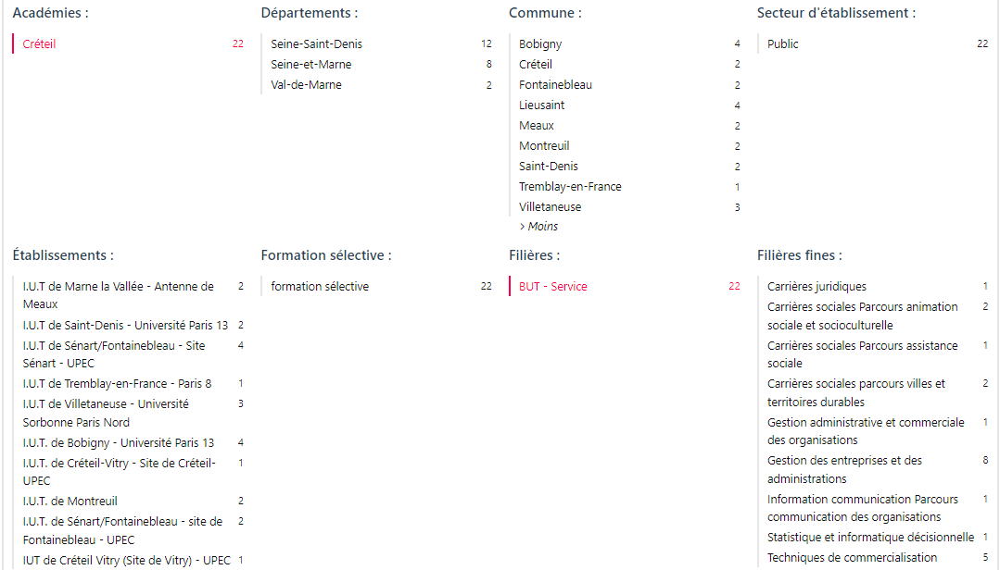 Académies :
Créteil 22
Départements :
Seine-Saint-Denis 12
Seine-et-Marne 8
Val-de-Marne 2
Commune :
Bobigny 4
Créteil 2
Fontainebleau 2
Lieusaint 4
Meaux 2
Montreuil 2
Saint-Denis 2
Tremblay-en-France 1
Villetaneuse 3
> Moins
Secteur d'établissement :
Public 22
Établissements :
I.U.T de Marne la Vallée - Antenne de 2
Meaux
I.U.T de Saint-Denis - Université Paris 13 2
I.U.T de Sénart/Fontainebleau - Site 4
Sénart - UPEC
I.U.T de Tremblay-en-France - Paris 8 1
I.U.T de Villetaneuse - Université 3
Sorbonne Paris Nord
I.U.T. de Bobigny - Université Paris 13 4
I.U.T. de Créteil-Vitry - Site de Créteil- 1
UPEC
I.U.T. de Montreuil 2
I.U.T. de Sénart/Fontainebleau - site de 2
Fontainebleau - UPEC
IUT de Créteil Vitry (Site de Vitry) - UPEC 1
Formation sélective :
formation sélective 22
Filières :
BUT - Service 22
Filières fines :
Carrières juridiques 1
Carrières sociales Parcours animation 2
sociale et socioculturelle
Carrières sociales Parcours assistance 1
sociale
Carrières sociales parcours villes et 2
territoires durables
Gestion administrative et commerciale 1
des organisations
Gestion des entreprises et des 8
administrations
Information communication Parcours 1
communication des organisations
Statistique et informatique décisionnelle 1
Techniques de commercialisation 5